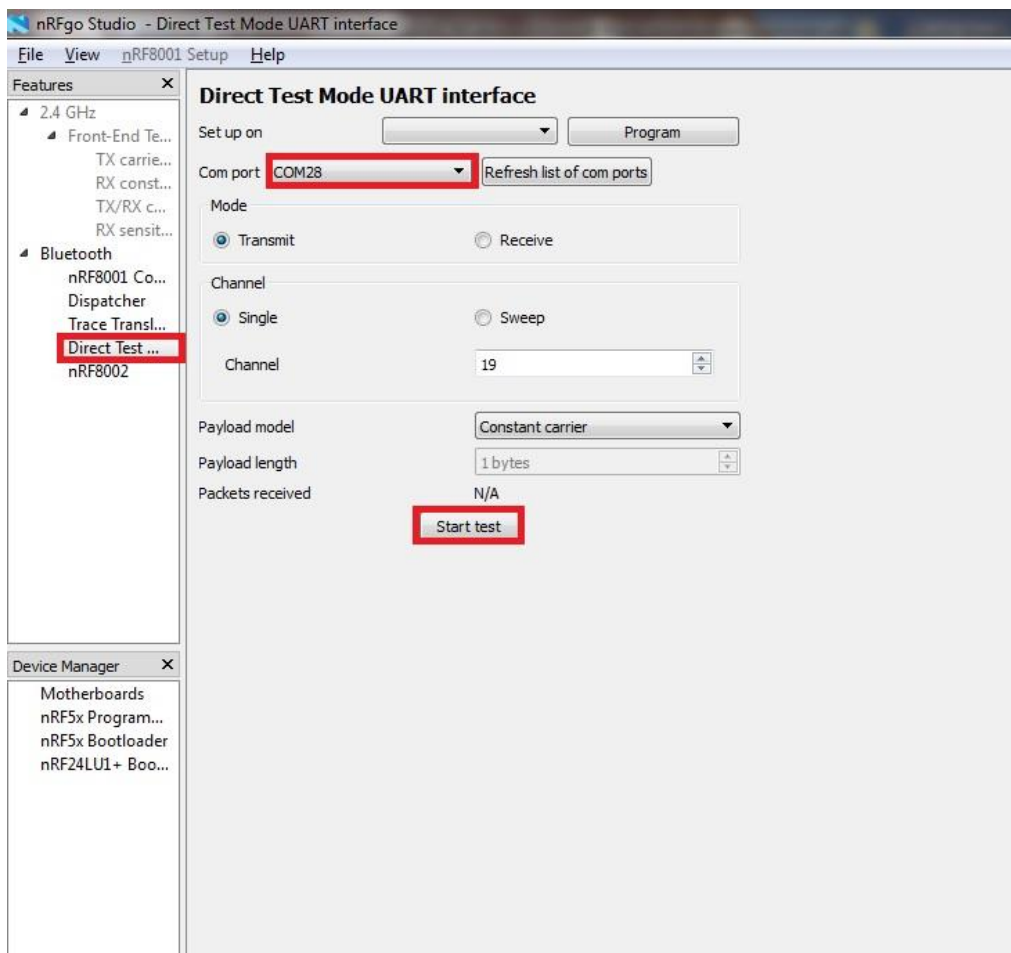 nRFgo Studio - Direct Test Mode UART interface
File View nRF8001 Setup Help
Features
2.4 GHz
Front-End Te...
TX carrie...
RX const...
TX/RX c...
RX sensit...
Bluetooth
nRF8001 Co...
Dispatcher
Trace Transl...
Direct Test ...
nRF8002
Device Manager
Motherboards
nRF5x Program...
nRF5x Bootloader
nRF24LU1+ Boo...
Direct Test Mode UART interface
Set up on Program
Com port COM28 Refresh list of com ports
Mode
Transmit Receive
Channel
Single Sweep
Channel 19
Payload model Constant carrier
Payload length 1 bytes
Packets received N/A
Start test